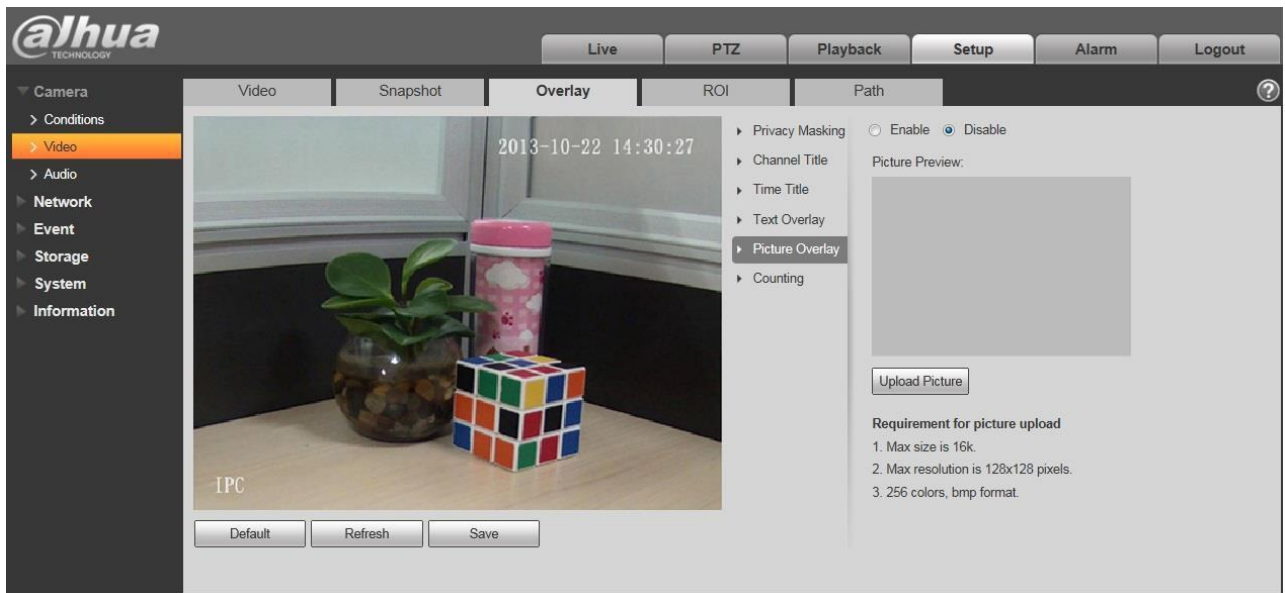 alhua
TECHNOLOGY
Live PTZ Playback Setup Alarm Logout
Camera
Conditions
Video
Audio
Network
Event
Storage
System
Information
Video Snapshot Overlay ROI Path
?
2013-10-22 14:30:27
IPC
Default Refresh Save
Privacy Masking
Channel Title
Time Title
Text Overlay
Picture Overlay
Counting
Enable Disable
Picture Preview:
Upload Picture
Requirement for picture upload
1. Max size is 16k.
2. Max resolution is 128x128 pixels.
3. 256 colors, bmp format.